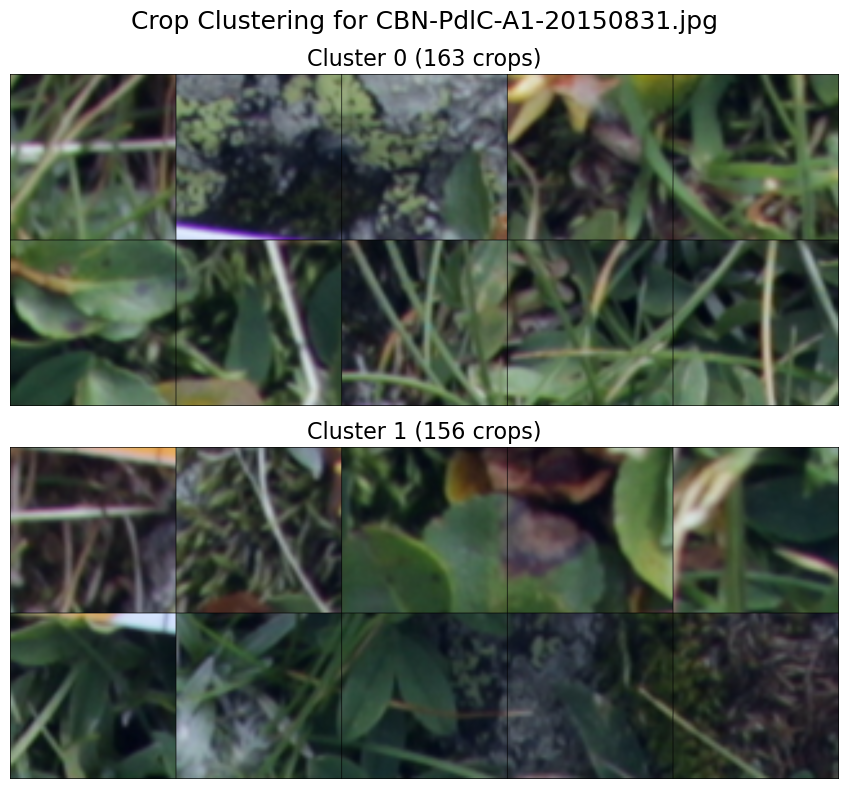 Crop Clustering for CBN-PdlC-A1-20150831.jpg
Cluster 0 (163 crops)
Cluster 1 (156 crops)